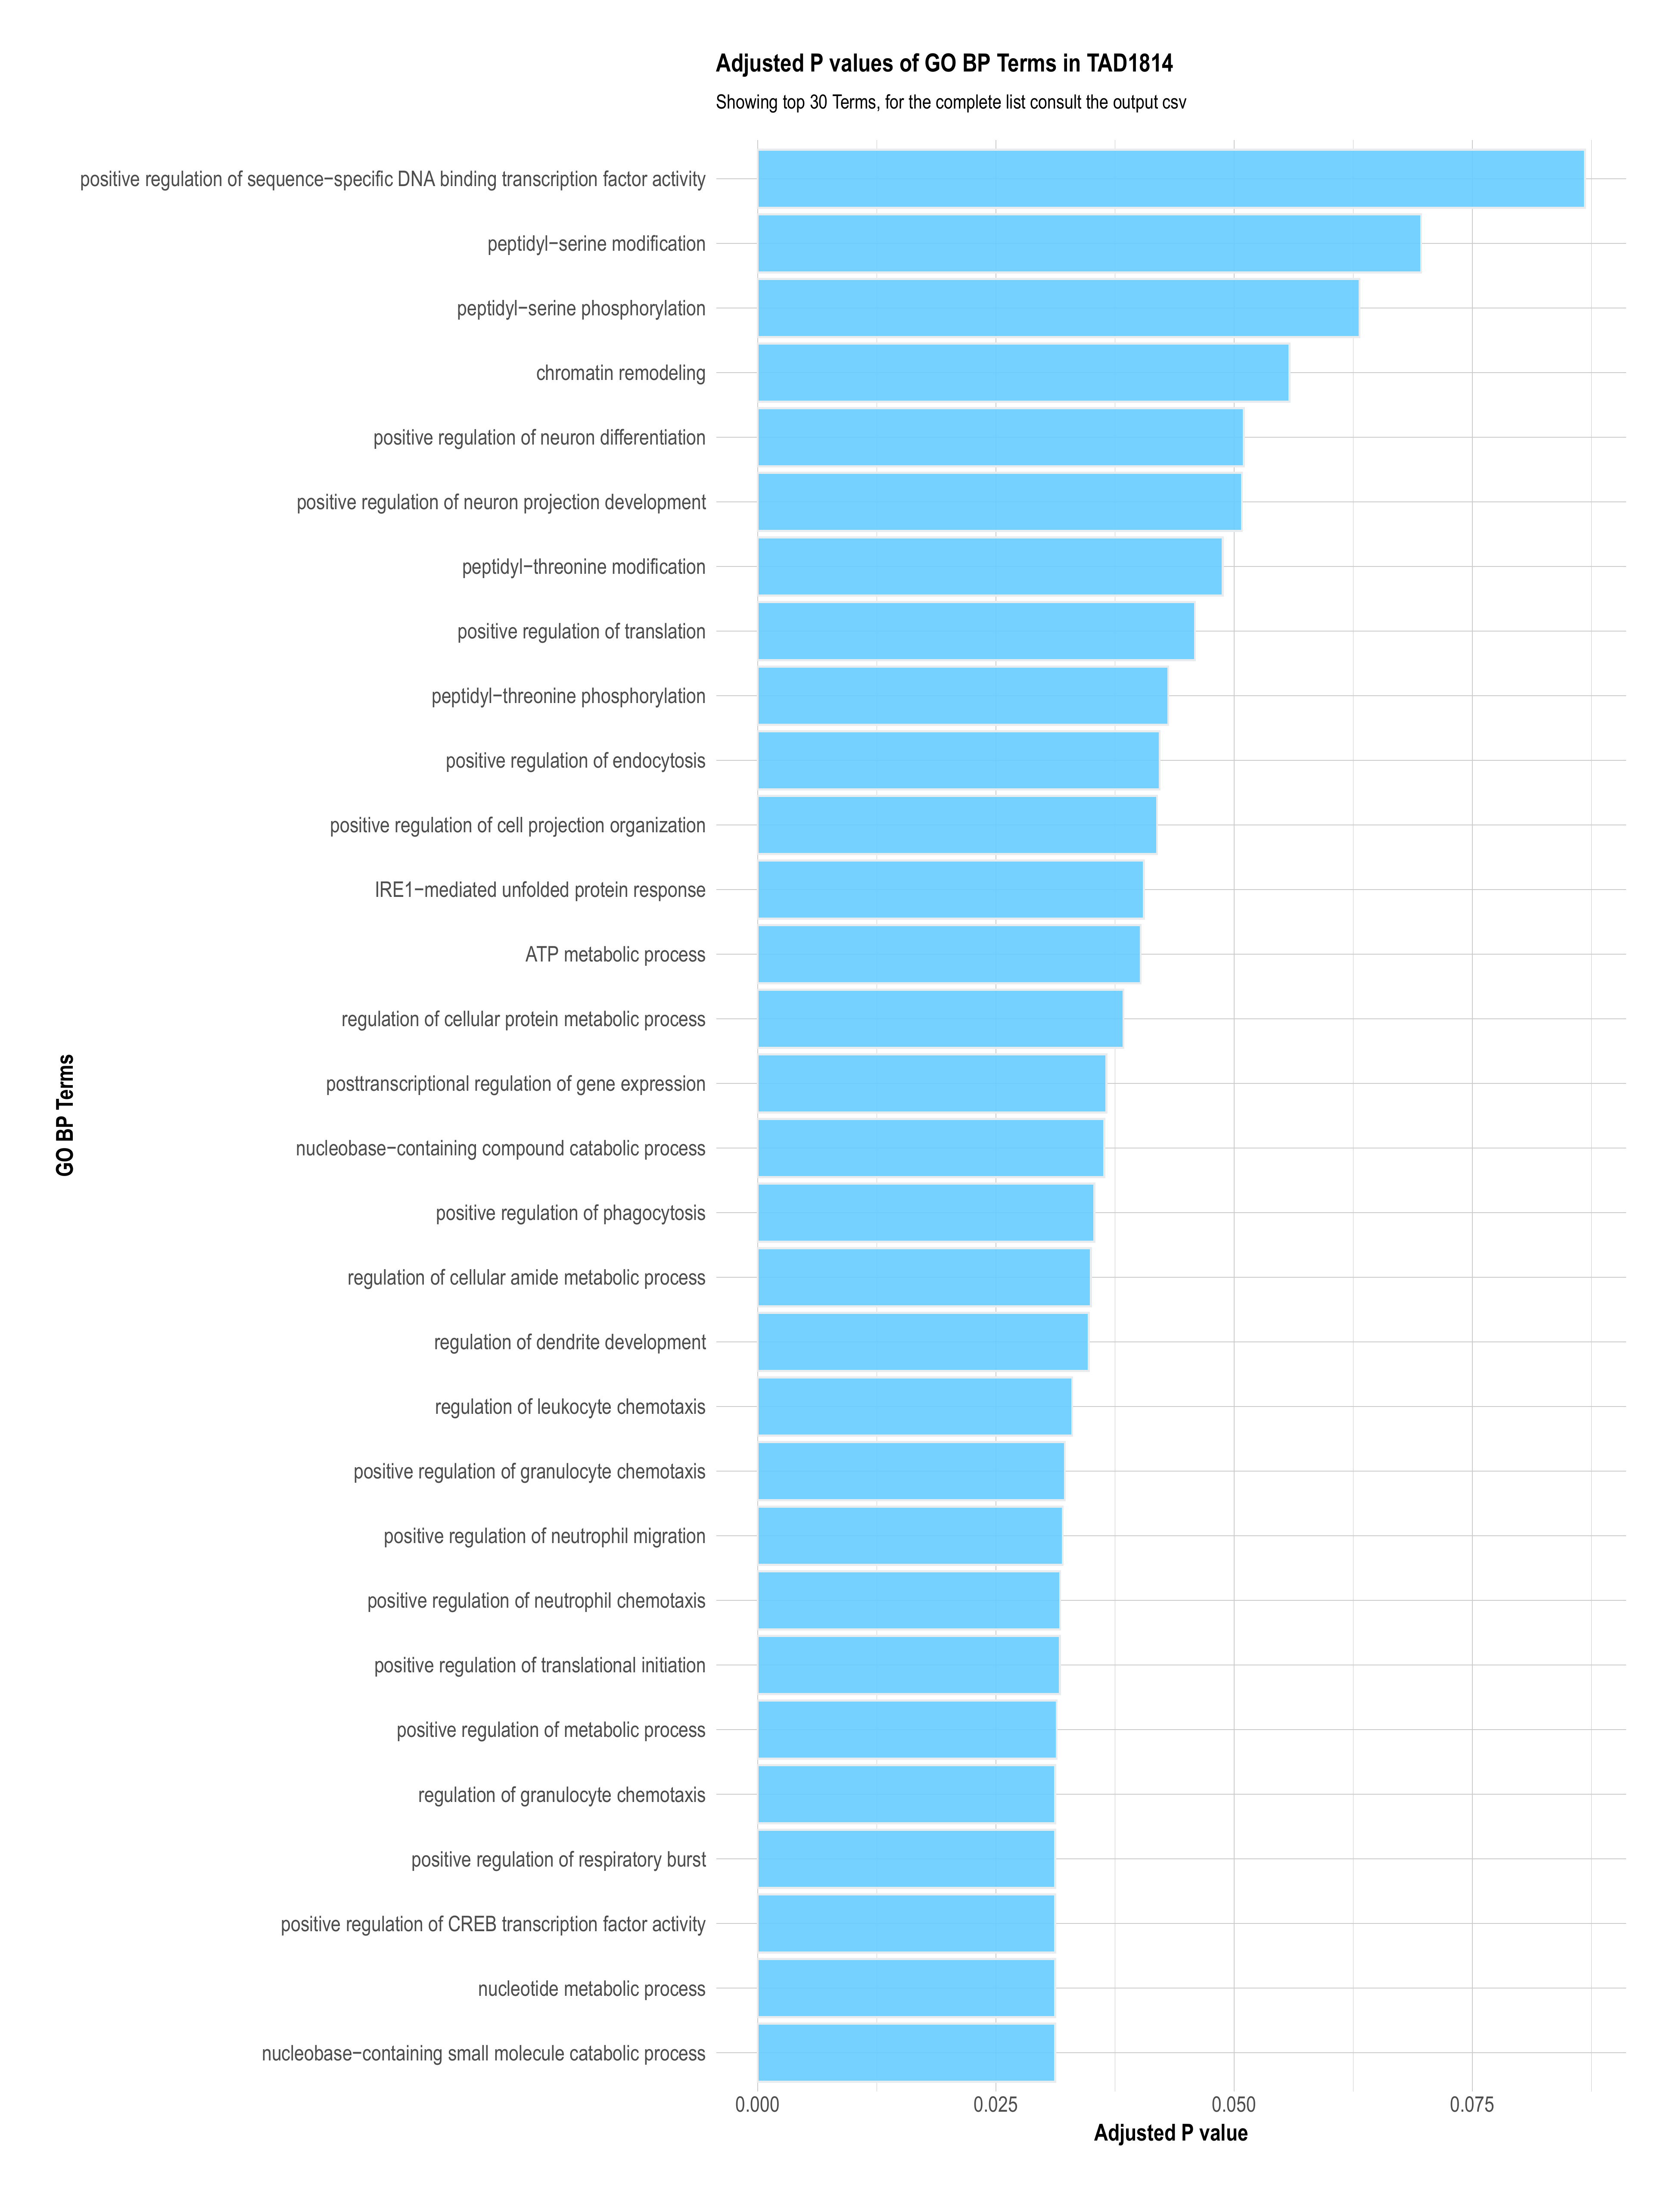 Adjusted P values of GO BP Terms in TAD1814
Showing top 30 Terms, for the complete list consult the output csv
positive regulation of sequence−specific DNA binding transcription factor activity
peptidyl−serine modification
peptidyl−serine phosphorylation
chromatin remodeling
positive regulation of neuron differentiation
positive regulation of neuron projection development
peptidyl−threonine modification
positive regulation of translation
peptidyl−threonine phosphorylation
positive regulation of endocytosis
positive regulation of cell projection organization
IRE1−mediated unfolded protein response
ATP metabolic process
regulation of cellular protein metabolic process
posttranscriptional regulation of gene expression
nucleobase−containing compound catabolic process
positive regulation of phagocytosis
regulation of cellular amide metabolic process
regulation of dendrite development
regulation of leukocyte chemotaxis
positive regulation of granulocyte chemotaxis
positive regulation of neutrophil migration
positive regulation of neutrophil chemotaxis
positive regulation of translational initiation
positive regulation of metabolic process
regulation of granulocyte chemotaxis
positive regulation of respiratory burst
positive regulation of CREB transcription factor activity
nucleotide metabolic process
nucleobase−containing small molecule catabolic process
GO BP Terms
0.000 0.025 0.050 0.075
Adjusted P value